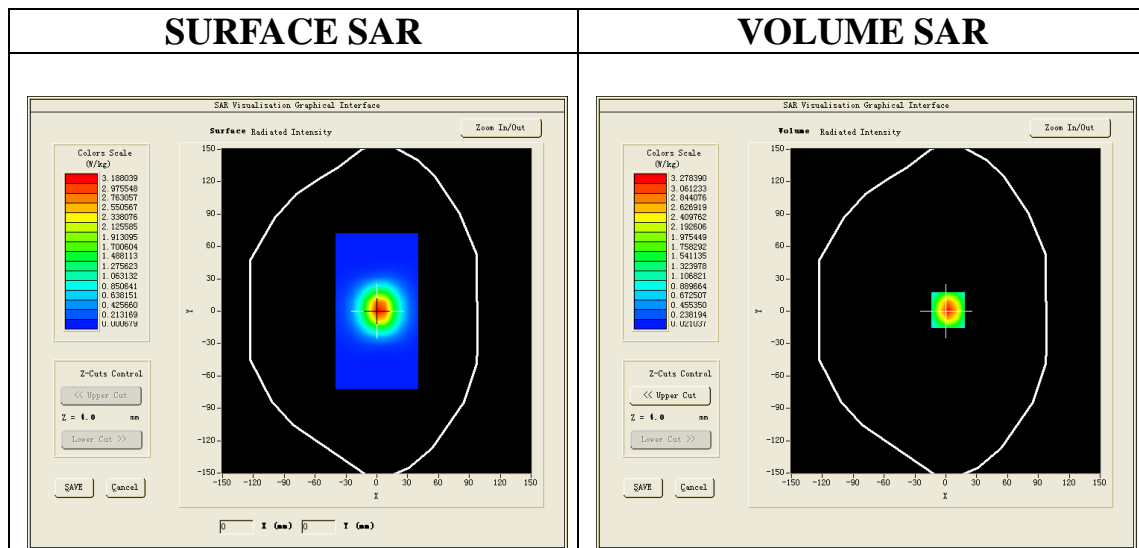 SURFACE SAR
SAR Visualisation Graphical Interface
Surface Radiated Intensity
Zoom In/Out
Colors Scale
(W/kg)
3.188039
2.975548
2.763057
2.550567
2.338076
2.125585
1.913095
1.700604
1.488113
1.275623
1.063132
0.850641
0.638151
0.425660
0.213169
0.000679
150
120
90
60
30
0
-30
-60
-90
-120
-150
Y
-150 -120 -90 -60 -30 0 30 60 90 120 150
X
Z-Cuts Control
<< Upper Cut
Z = 4.0 mm
Lower Cut >>
SAVE Cancel
0 X (mm) 0 Y (mm)
VOLUME SAR
SAR Visualisation Graphical Interface
Volume Radiated Intensity
Zoom In/Out
Colors Scale
(W/kg)
3.278390
3.061233
2.844076
2.626919
2.409762
2.192606
1.975449
1.758292
1.541135
1.323978
1.106821
0.889664
0.672507
0.455350
0.238194
0.021037
150
120
90
60
30
0
-30
-60
-90
-120
-150
Y
-150 -120 -90 -60 -30 0 30 60 90 120 150
X
Z-Cuts Control
<< Upper Cut
Z = 4.0 mm
Lower Cut >>
SAVE Cancel